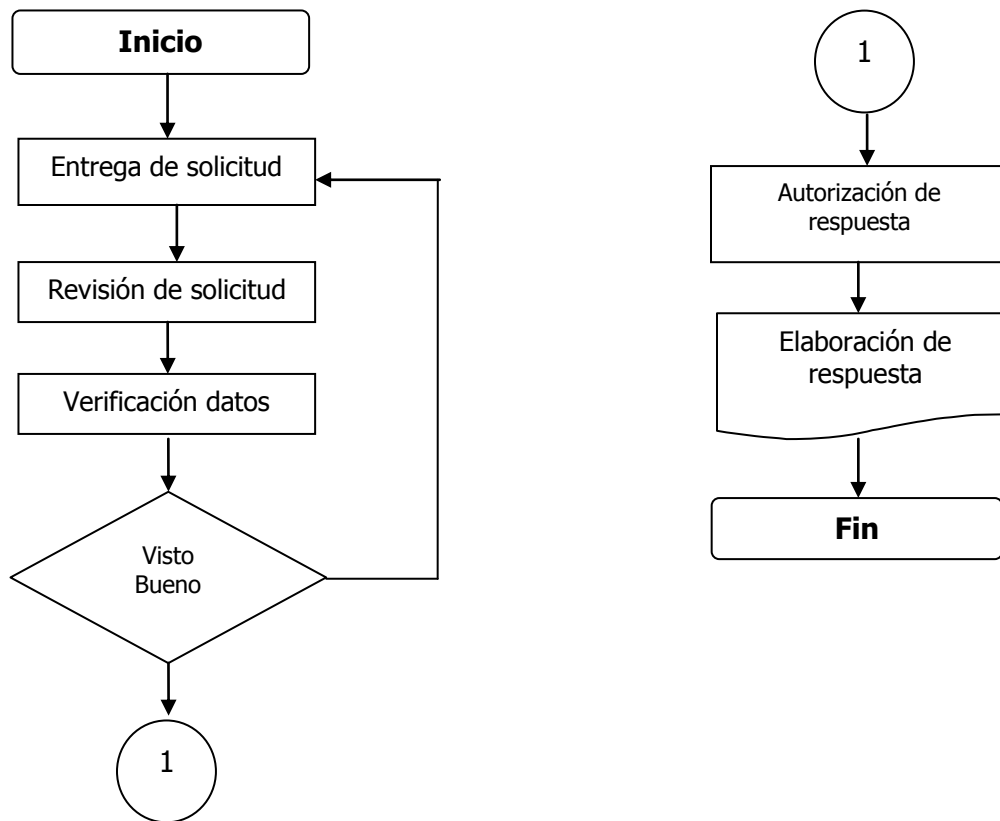 Inicio
Entrega de solicitud
Revisión de solicitud
Verificación datos
Visto
Bueno
1
1
Autorización de
respuesta
Elaboración de
respuesta
Fin